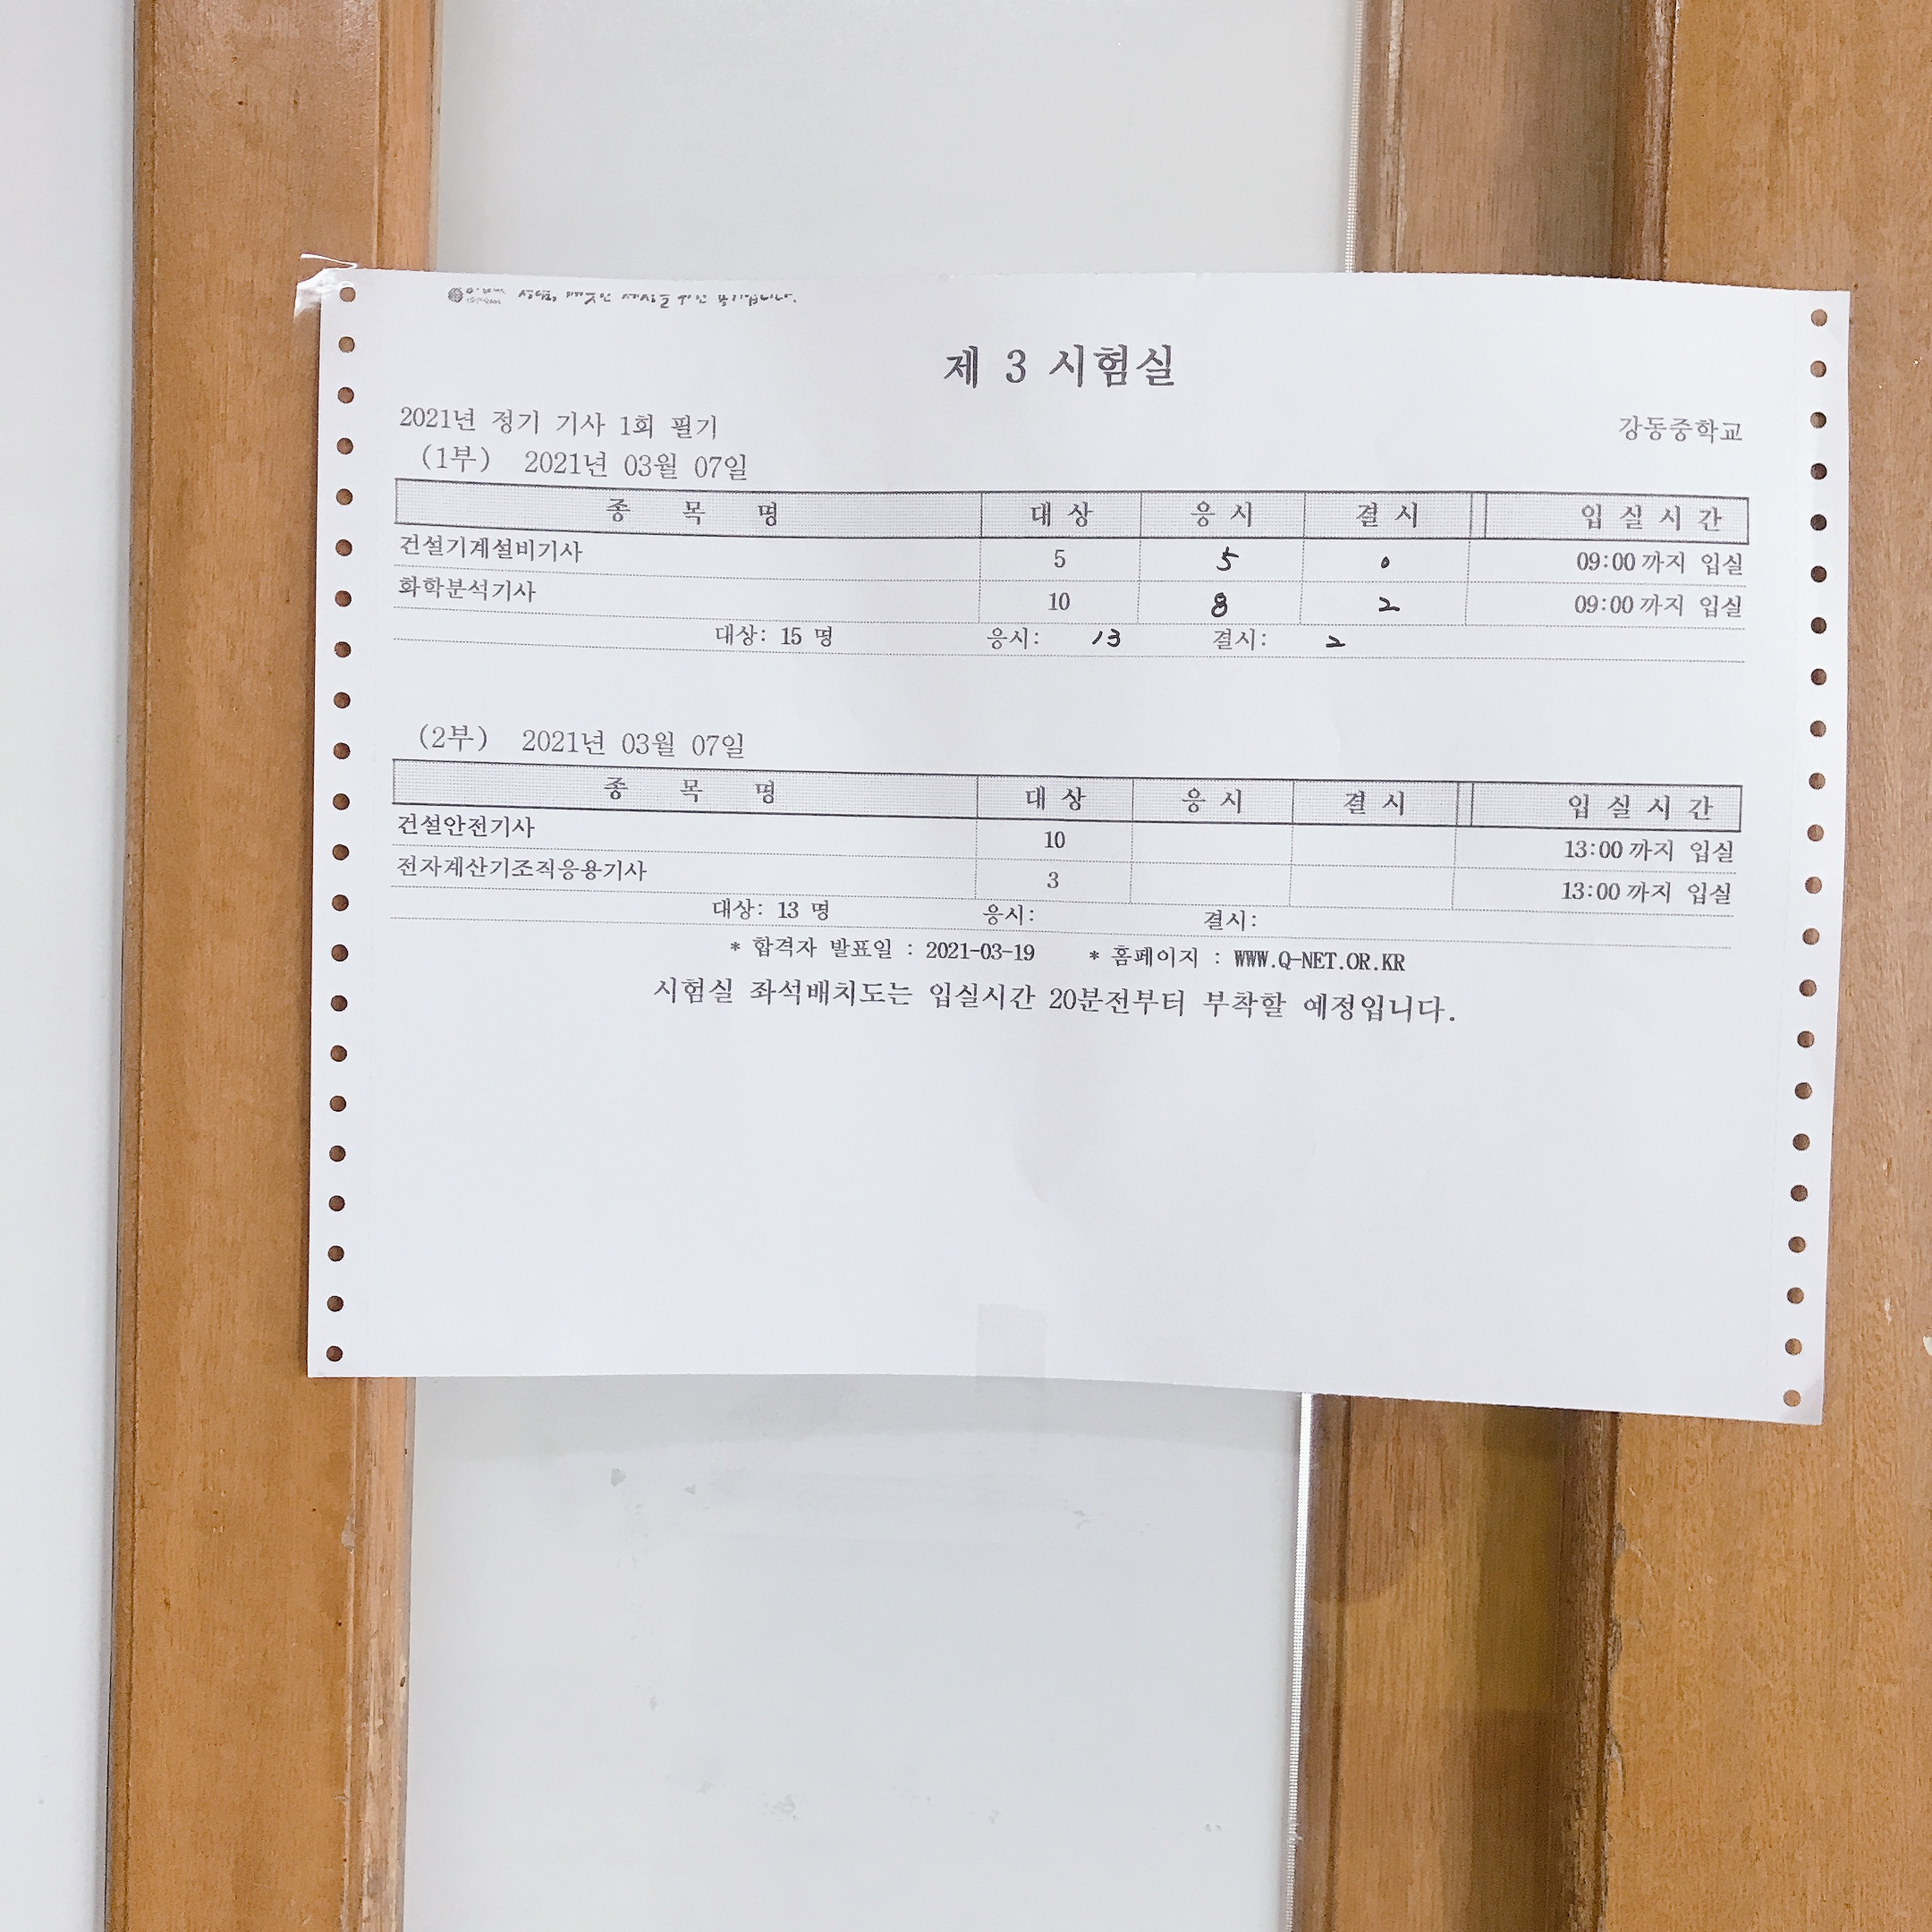 제 3 시험실
2021년 정기 기사 1회 필기 강동중학교
(1부) 2021년 03월 07일
종 목 명 대 상 응 시 결 시 입 실 시 간
건설기계설비기사 5 5 0 09:00 까지 입실
화학분석기사 10 8 2 09:00 까지 입실
대상: 15 명 응시: 13 결시: 2
(2부) 2021년 03월 07일
종 목 명 대 상 응 시 결 시 입 실 시 간
건설안전기사 10 13:00 까지 입실
전자계산기조직응용기사 3 13:00 까지 입실
대상: 13 명 응시: 결시:
* 합격자 발표일 : 2021-03-19 * 홈페이지 : WWW.Q-NET.OR.KR
시험실 좌석배치도는 입실시간 20분전부터 부착할 예정입니다.